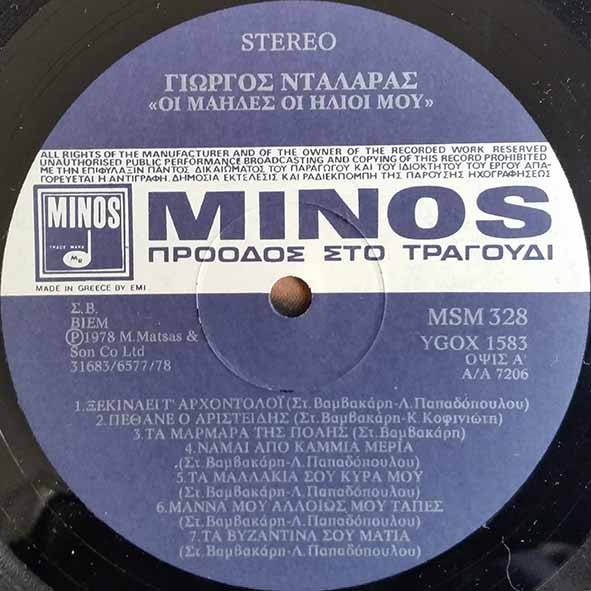 STEREO
ΓΙΩΡΓΟΣ ΝΤΑΛΑΡΑΣ
«ΟΙ ΜΑΗΔΕΣ ΟΙ ΗΛΙΟΙ ΜΟΥ»
ALL RIGHTS OF THE MANUFACTURER AND OF THE OWNER OF THE RECORDED WORK RESERVED
UNAUTHORISED PUBLIC PERFORMANCE BROADCASTING AND COPYING OF THIS RECORD PROHIBITED
ΜΕ ΤΗΝ ΕΠΙΦΥΛΑΞΙΝ ΠΑΝΤΟΣ ΔΙΚΑΙΩΜΑΤΟΣ ΤΟΥ ΠΑΡΑΓΩΓΟΥ ΚΑΙ ΤΟΥ ΙΔΙΟΚΤΗΤΟΥ ΤΟΥ ΕΡΓΟΥ ΑΠΑ-
ΓΟΡΕΥΕΤΑΙ Η ΑΝΤΙΓΡΑΦΗ, ΔΗΜΟΣΙΑ ΕΚΤΕΛΕΣΙΣ ΚΑΙ ΡΑΔΙΕΚΠΟΜΠΗ ΤΗΣ ΠΑΡΟΥΣΗΣ ΗΧΟΓΡΑΦΗΣΕΩΣ
MINOS
TRADE MARK
MINOS
ΠΡΟΟΔΟΣ ΣΤΟ ΤΡΑΓΟΥΔΙ
MADE IN GREECE BY EMI
Σ.Β.
BIEM
Ⓟ1978 M. Matsas &
Son Co Ltd
31683/6577/78
MSM 328
YGOX 1583
ΟΨΙΣ Α'
Α/Α 7206
1.ΞΕΚΙΝΑΕΙ Τ' ΑΡΧΟΝΤΟΛΟΪ(Στ.Βαμβακάρη-Λ.Παπαδόπουλου)
2.ΠΕΘΑΝΕ Ο ΑΡΙΣΤΕΙΔΗΣ (Στ.Βαμβακάρη-Κ. Κοφινιώτη)
3.ΤΑ ΜΑΡΜΑΡΑ ΤΗΣ ΠΟΛΗΣ (Στ.Βαμβακάρη)
4.ΝΑΜΑΙ ΑΠΟ ΚΑΜΜΙΑ ΜΕΡΙΑ
(Στ.Βαμβακάρη-Λ. Παπαδόπουλου)
5.ΤΑ ΜΑΛΛΑΚΙΑ ΣΟΥ ΚΥΡΑ ΜΟΥ
(Στ.Βαμβακάρη-Λ.Παπαδόπουλου)
6.ΜΑΝΝΑ ΜΟΥ ΑΛΛΟΙΩΣ ΜΟΥ ΤΑΠΕΣ
(Στ.Βαμβακάρη-Λ.Παπαδόπουλου)
7.ΤΑ ΒΥΖΑΝΤΙΝΑ ΣΟΥ ΜΑΤΙΑ
(Στ.Βαμβακάρη-Λ.Παπαδόπουλου)